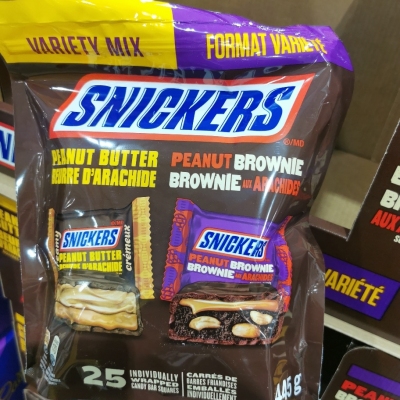 VARIETY MIX
FORMAT VARIÉTÉ
SNICKERS
MD/MO
PEANUT BUTTER
BEURRE D'ARACHIDE
PEANUT BROWNIE
BROWNIE AUX ARACHIDES
SNICKERS
PEANUT BUTTER
BEURRE D'ARACHIDE
crémeux
SNICKERS
PEANUT BROWNIE
BROWNIE AUX ARACHIDES
25 INDIVIDUALLY
WRAPPED
CANDY BAR SQUARES
CARRÉS DE
BARRES FRIANDISES
EMBALLÉS
INDIVIDUELLEMENT
VARIÉTÉ